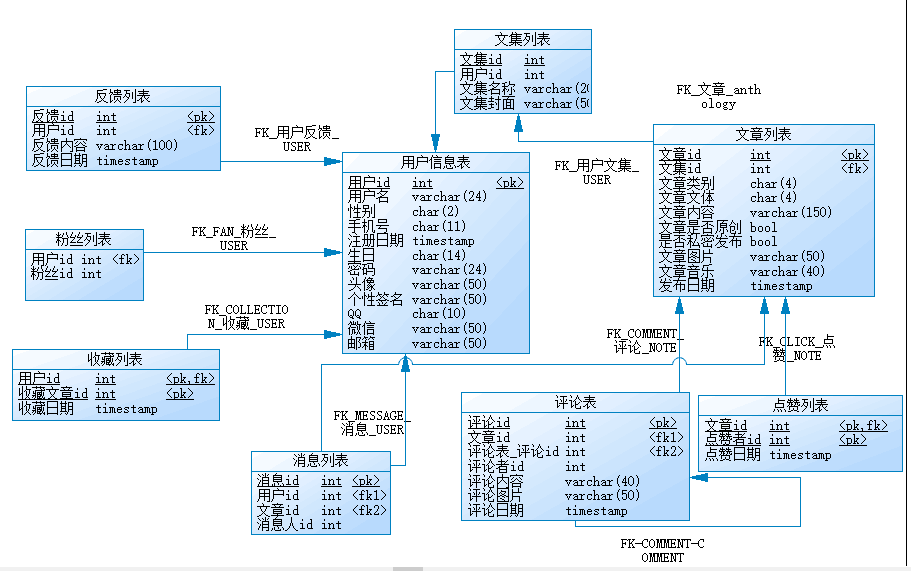 文集列表
文集id int
用户id int
文集名称 varchar(20
文集封面 varchar(50
反馈列表
反馈id int <pk>
用户id int <fk>
反馈内容 varchar(100)
反馈日期 timestamp
FK_用户反馈_
USER
FK_文章_anth
ology
FK_用户文集_
USER
文章列表
文章id int <pk>
文集id int <fk>
文章类别 char(4)
文章文体 char(4)
文章内容 varchar(150)
文章是否原创 bool
是否私密发布 bool
文章图片 varchar(50)
文章音乐 varchar(40)
发布日期 timestamp
用户信息表
用户id int <pk>
用户名 varchar(24)
性别 char(2)
手机号 char(11)
注册日期 timestamp
生日 char(14)
密码 varchar(24)
头像 varchar(50)
个性签名 varchar(50)
QQ char(10)
微信 varchar(50)
邮箱 varchar(50)
粉丝列表
用户id int <fk>
粉丝id int
FK_FAN_粉丝_
USER
FK_COLLECTIO
N_收藏_USER
收藏列表
用户id int <pk,fk>
收藏文章id int <pk>
收藏日期 timestamp
FK_COMMENT_
评论_NOTE
FK_CLICK_点
赞_NOTE
FK_MESSAGE_
消息_USER
消息列表
消息id int <pk>
用户id int <fk1>
文章id int <fk2>
消息人id int
评论表
评论id int <pk>
文章id int <fk1>
评论表_评论id int <fk2>
评论者id int
评论内容 varchar(40)
评论图片 varchar(50)
评论日期 timestamp
点赞列表
文章id int <pk,fk>
点赞者id int <pk>
点赞日期 timestamp
FK-COMMENT-C
OMMENT